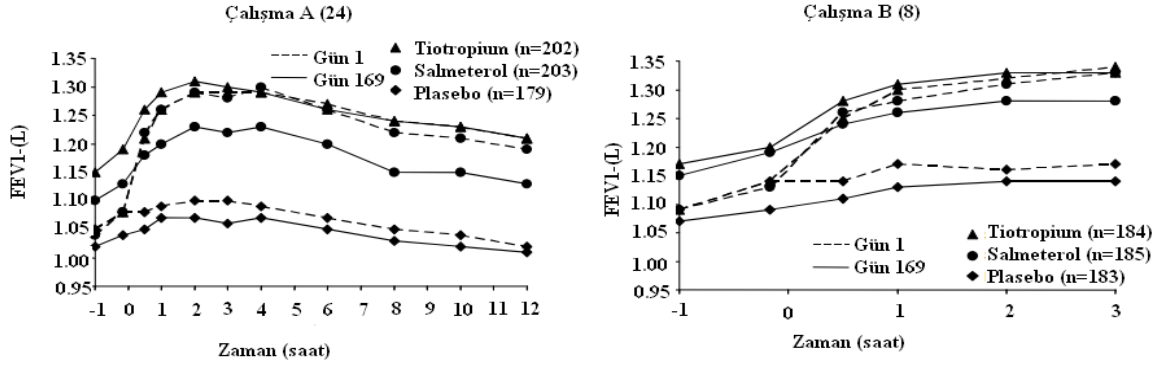 Çalışma A (24)
1.35
1.30
1.25
1.20
1.15
1.10
1.05
1.00
0.95
FEV1-(L)
-1 0 1 2 3 4 5 6 7 8 9 10 11 12
Zaman (saat)
Gün 1
Gün 169
Tiotropium (n=202)
Salmeterol (n=203)
Plasebo (n=179)
Çalışma B (8)
1.35
1.30
1.25
1.20
1.15
1.10
1.05
1.00
0.95
FEV1-(L)
-1 0 1 2 3
Zaman (saat)
Gün 1
Gün 169
Tiotropium (n=184)
Salmeterol (n=185)
Plasebo (n=183)